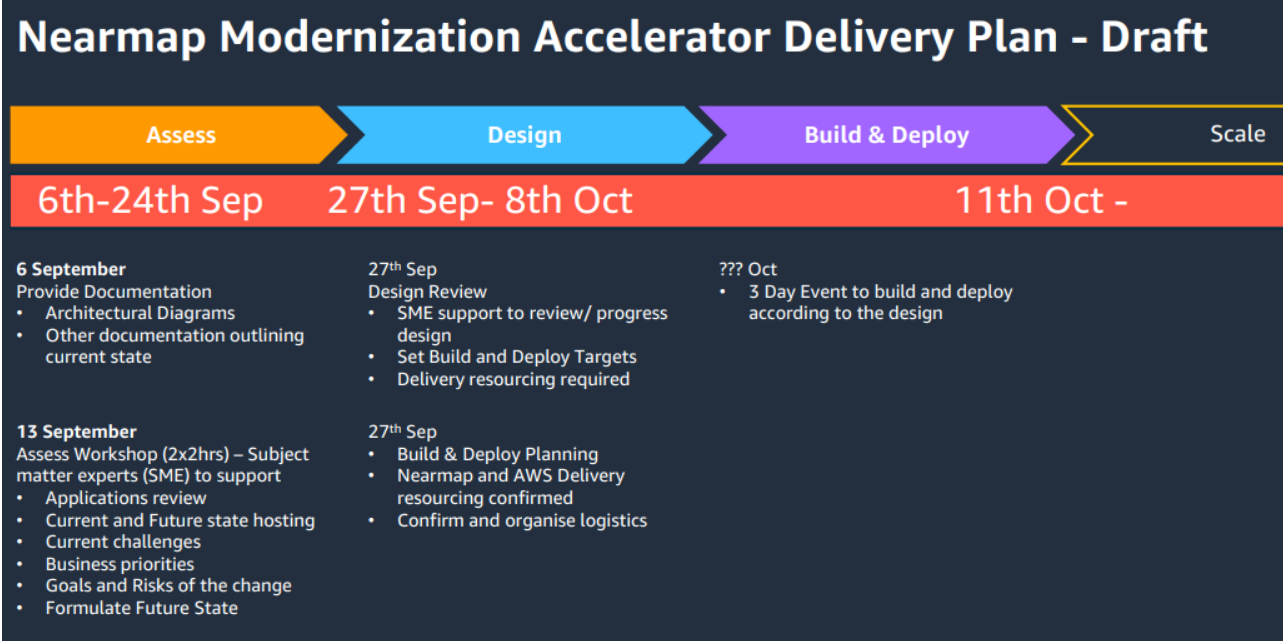 Nearmap Modernization Accelerator Delivery Plan - Draft
Assess
Design
Build & Deploy
Scale
6th-24th Sep
27th Sep- 8th Oct
11th Oct -
6 September
Provide Documentation
• Architectural Diagrams
• Other documentation outlining
current state
13 September
Assess Workshop (2x2hrs) – Subject
matter experts (SME) to support
• Applications review
• Current and Future state hosting
• Current challenges
• Business priorities
• Goals and Risks of the change
• Formulate Future State
27th Sep
Design Review
• SME support to review/ progress
design
• Set Build and Deploy Targets
• Delivery resourcing required
27th Sep
• Build & Deploy Planning
• Nearmap and AWS Delivery
resourcing confirmed
• Confirm and organise logistics
??? Oct
• 3 Day Event to build and deploy
according to the design